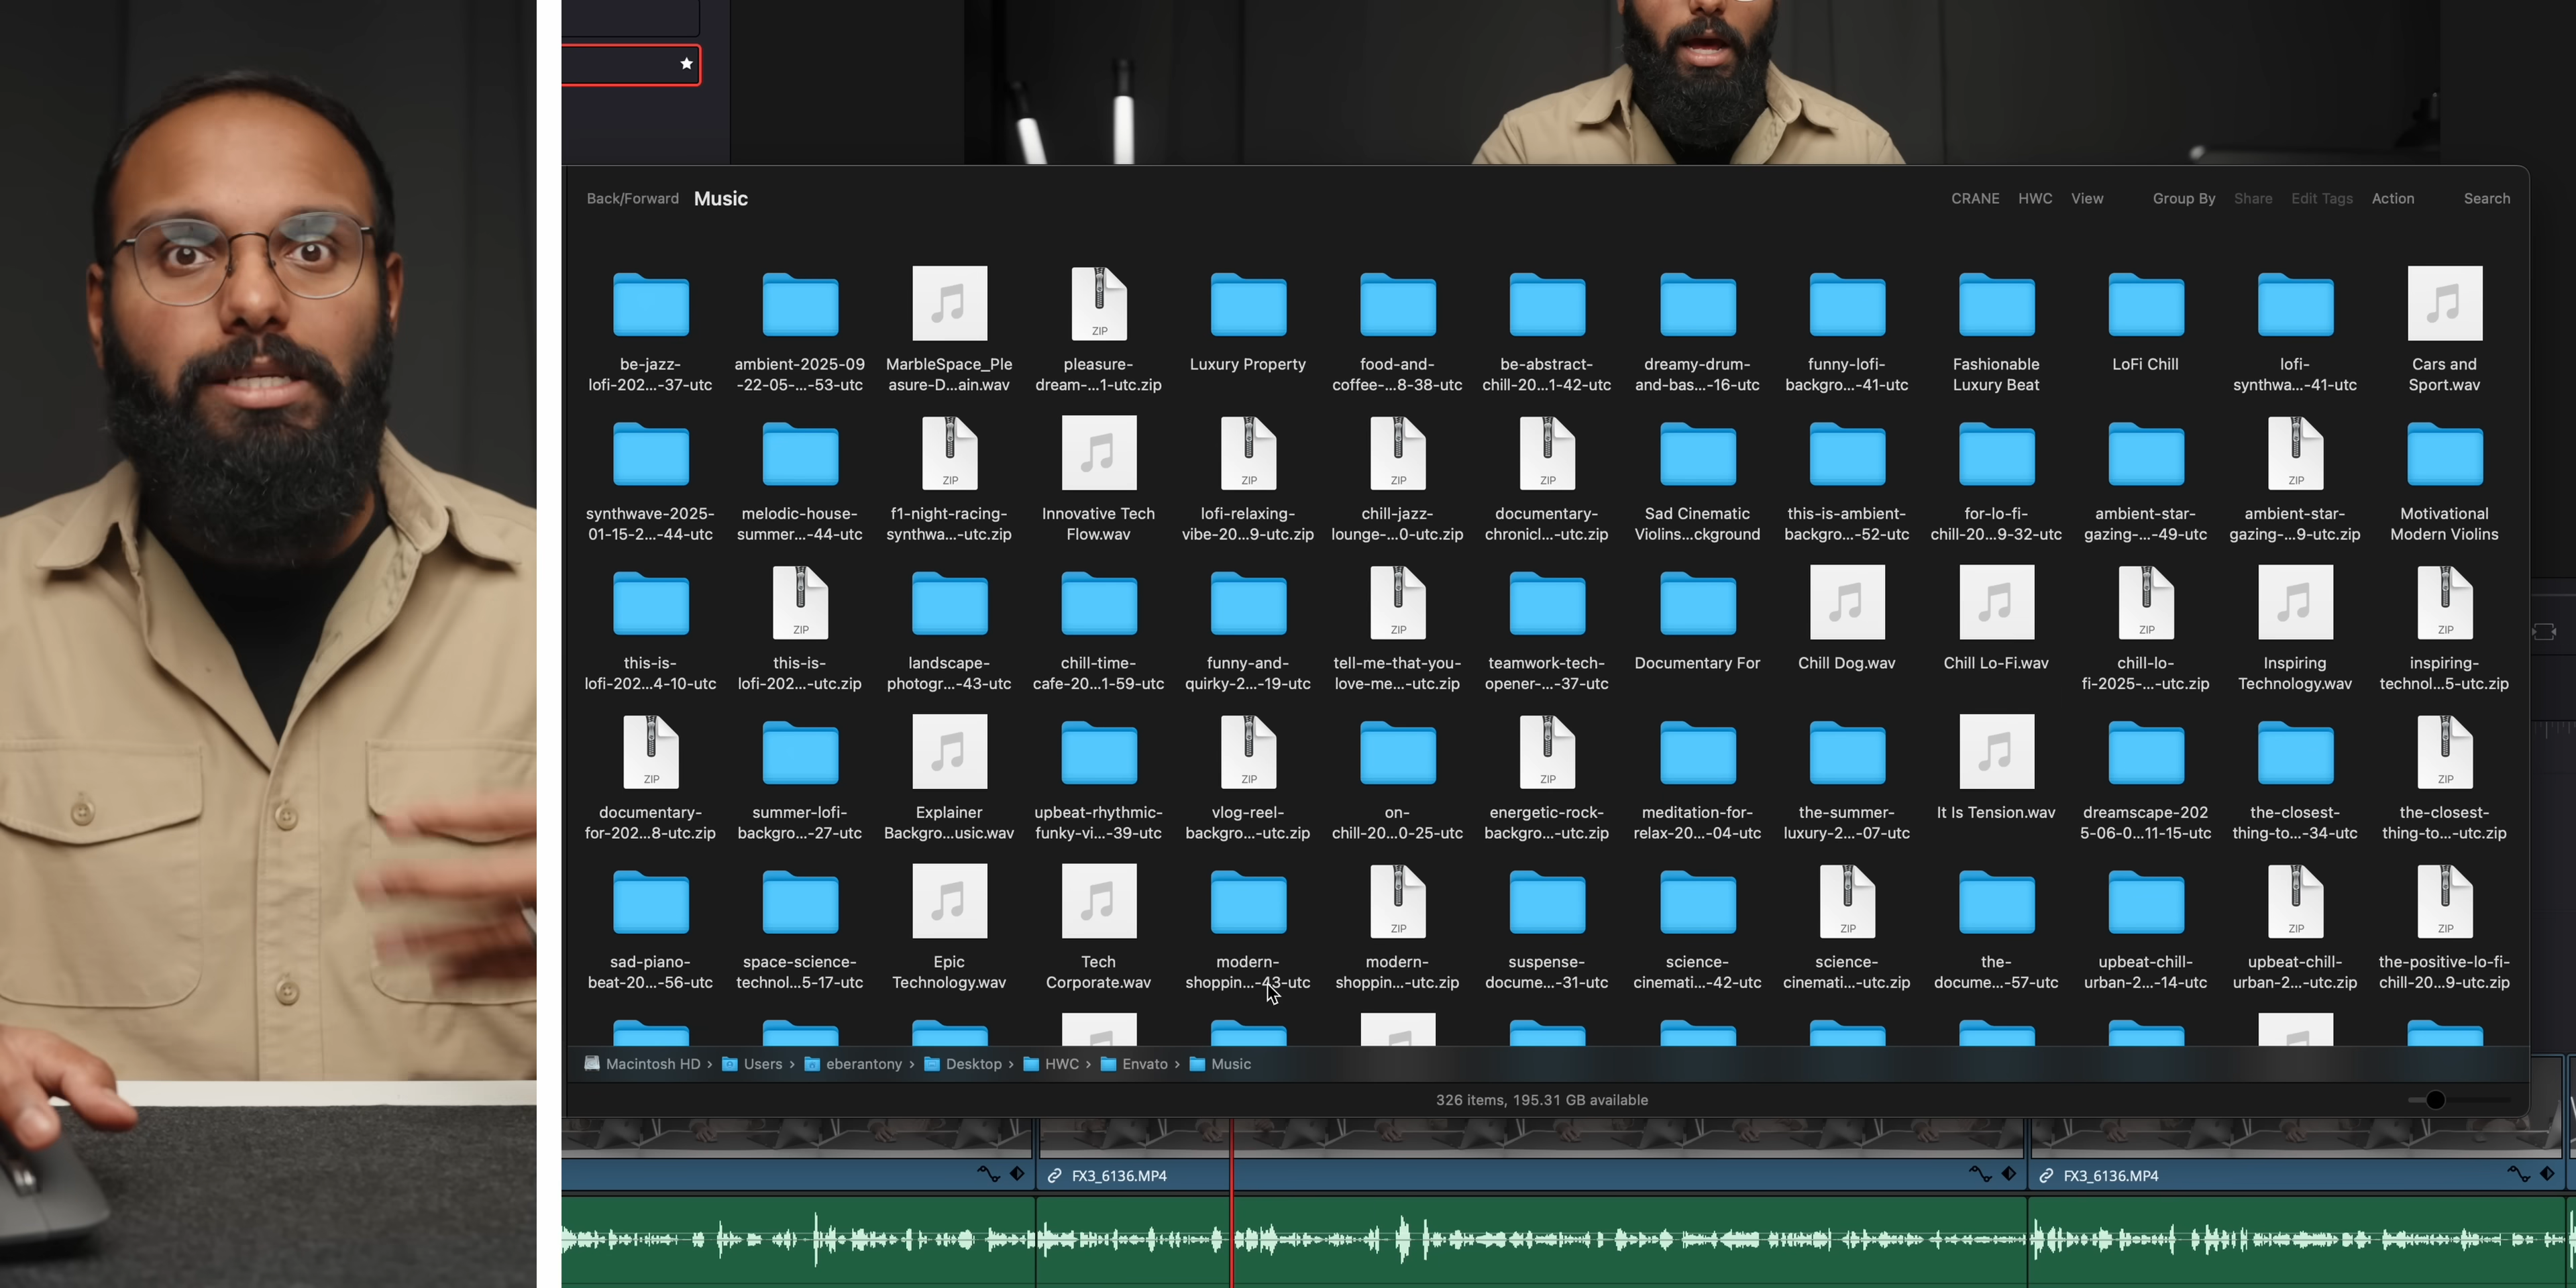 Back/Forward Music CRANE HWC View Group By Share Edit Tags Action Search
be-jazz-
lofi-202...-37-utc
ambient-2025-09
-22-05-...-53-utc
MarbleSpace_Ple
asure-D...ain.wav
ZIP
pleasure-
dream-...1-utc.zip
Luxury Property
food-and-
coffee-...8-38-utc
be-abstract-
chill-20...1-42-utc
dreamy-drum-
and-bas...-16-utc
funny-lofi-
backgro...-41-utc
Fashionable
Luxury Beat
LoFi Chill
lofi-
synthwa...-41-utc
Cars and
Sport.wav
synthwave-2025-
01-15-2...-44-utc
melodic-house-
summer...-44-utc
ZIP
f1-night-racing-
synthwa...-utc.zip
Innovative Tech
Flow.wav
ZIP
lofi-relaxing-
vibe-20...9-utc.zip
ZIP
chill-jazz-
lounge-...0-utc.zip
ZIP
documentary-
chronicl...-utc.zip
Sad Cinematic
Violins...ckground
this-is-ambient-
backgro...-52-utc
for-lo-fi-
chill-20...9-32-utc
ambient-star-
gazing-...-49-utc
ZIP
ambient-star-
gazing-...9-utc.zip
Motivational
Modern Violins
this-is-
lofi-202...4-10-utc
ZIP
this-is-
lofi-202...-utc.zip
landscape-
photogr...-43-utc
chill-time-
cafe-20...1-59-utc
funny-and-
quirky-2...-19-utc
ZIP
tell-me-that-you-
love-me...-utc.zip
teamwork-tech-
opener-...-37-utc
Documentary For
Chill Dog.wav
Chill Lo-Fi.wav
ZIP
chill-lo-
fi-2025-...-utc.zip
Inspiring
Technology.wav
ZIP
inspiring-
technol...5-utc.zip
ZIP
documentary-
for-202...8-utc.zip
summer-lofi-
backgro...-27-utc
Explainer
Backgro...usic.wav
upbeat-rhythmic-
funky-vi...-39-utc
ZIP
vlog-reel-
backgro...-utc.zip
on-
chill-20...0-25-utc
ZIP
energetic-rock-
backgro...-utc.zip
meditation-for-
relax-20...-04-utc
the-summer-
luxury-2...-07-utc
It Is Tension.wav
dreamscape-202
5-06-0...11-15-utc
the-closest-
thing-to...-34-utc
ZIP
the-closest-
thing-to...-utc.zip
sad-piano-
beat-20...-56-utc
space-science-
technol...5-17-utc
Epic
Technology.wav
Tech
Corporate.wav
modern-
shoppin...-43-utc
ZIP
modern-
shoppin...-utc.zip
suspense-
docume...-31-utc
science-
cinemati...-42-utc
ZIP
science-
cinemati...-utc.zip
the-
docume...-57-utc
upbeat-chill-
urban-2...-14-utc
ZIP
upbeat-chill-
urban-2...-utc.zip
ZIP
the-positive-lo-fi-
chill-20...9-utc.zip
Macintosh HD › Users › eberantony › Desktop › HWC › Envato › Music
326 items, 195.31 GB available
FX3_6136.MP4
FX3_6136.MP4